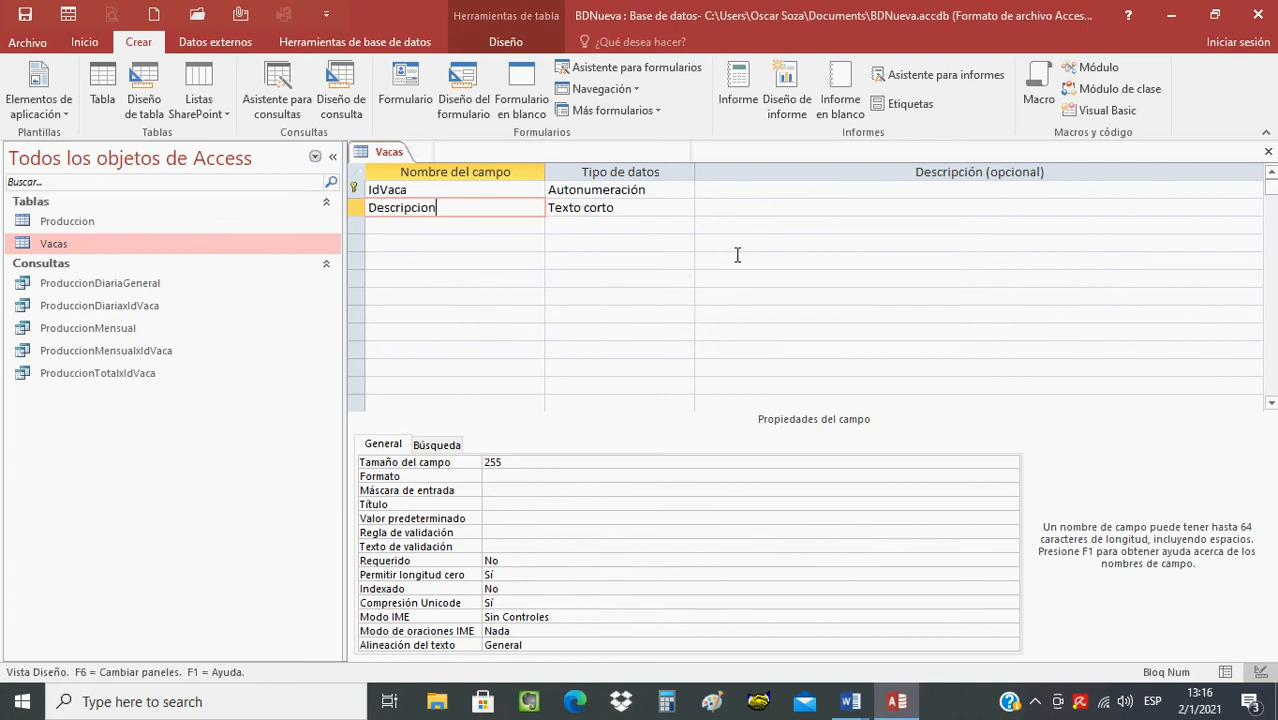 Herramientas de tabla
BDNueva : Base de datos- C:\Users\Oscar Soza\Documents\BDNueva.accdb (Formato de archivo Acces...
?
Archivo
Inicio
Crear
Datos externos
Herramientas de base de datos
Diseño
¿Qué desea hacer?
Iniciar sesión
Elementos de aplicación
Tabla
Diseño de tabla
Listas SharePoint
Asistente para consultas
Diseño de consulta
Formulario
Diseño del formulario
Formulario en blanco
Asistente para formularios
Navegación
Más formularios
Informe
Diseño de informe
Informe en blanco
Asistente para informes
Etiquetas
Macro
Módulo
Módulo de clase
Visual Basic
Plantillas
Tablas
Consultas
Formularios
Informes
Macros y código
Todos los objetos de Access
Buscar...
Tablas
Produccion
Vacas
Consultas
ProduccionDiariaGeneral
ProduccionDiariaxIdVaca
ProduccionMensual
ProduccionMensualxIdVaca
ProduccionTotalxIdVaca
Vacas
Nombre del campo Tipo de datos Descripción (opcional)
IdVaca Autonumeración
Descripcion Texto corto
Propiedades del campo
General Búsqueda
Tamaño del campo 255
Formato
Máscara de entrada
Título
Valor predeterminado
Regla de validación
Texto de validación
Requerido No
Permitir longitud cero Sí
Indexado No
Compresión Unicode Sí
Modo IME Sin Controles
Modo de oraciones IME Nada
Alineación del texto General
Un nombre de campo puede tener hasta 64
caracteres de longitud, incluyendo espacios.
Presione F1 para obtener ayuda acerca de los
nombres de campo.
Vista Diseño. F6 = Cambiar paneles. F1 = Ayuda.
Bloq Num
Type here to search
ESP
13:16
2/1/2021
3